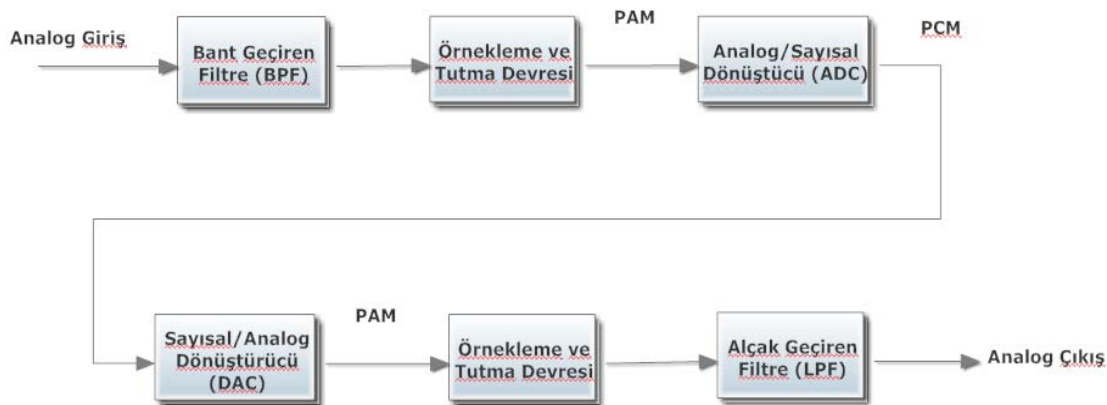 Analog Giriş
Bant Geçiren
Filtre (BPF)
Örnekleme ve
Tutma Devresi
PAM
Analog/Sayısal
Dönüştücü (ADC)
PCM
Sayısal/Analog
Dönüştürücü
(DAC)
PAM
Örnekleme ve
Tutma Devresi
Alçak Geçiren
Filtre (LPF)
Analog Çıkış